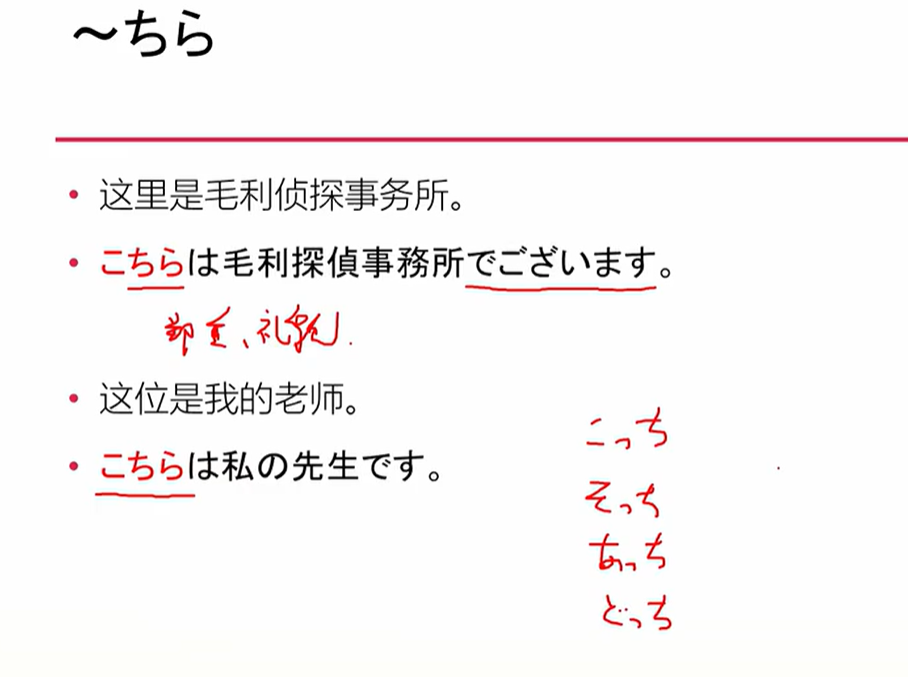 ～ちら
• 这里是毛利侦探事务所。
• こちらは毛利探偵事務所でございます。
郑重、礼貌.
• 这位是我的老师。
• こちらは私の先生です。
こっち
そっち
あっち
どっち